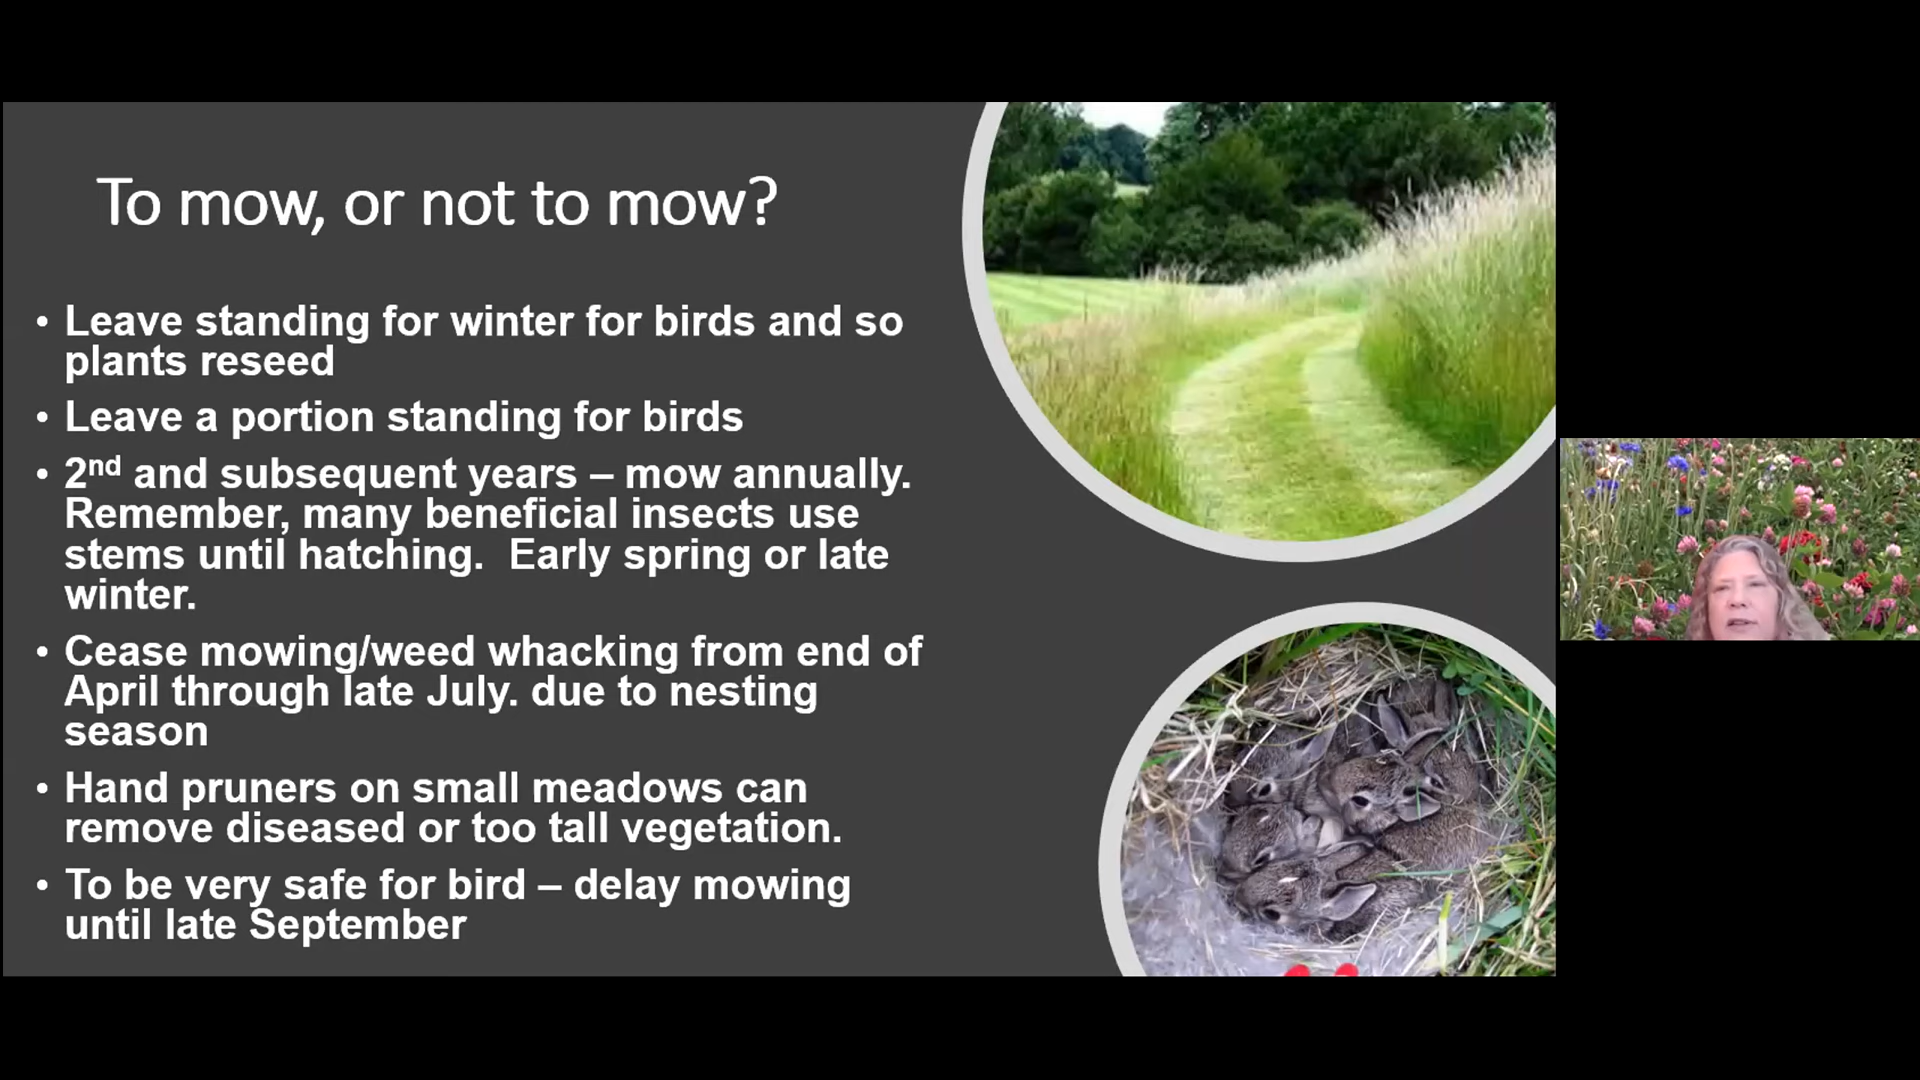 To mow, or not to mow?
• Leave standing for winter for birds and so
plants reseed
• Leave a portion standing for birds
• 2nd and subsequent years – mow annually.
Remember, many beneficial insects use
stems until hatching.  Early spring or late
winter.
• Cease mowing/weed whacking from end of
April through late July. due to nesting
season
• Hand pruners on small meadows can
remove diseased or too tall vegetation.
• To be very safe for bird – delay mowing
until late September